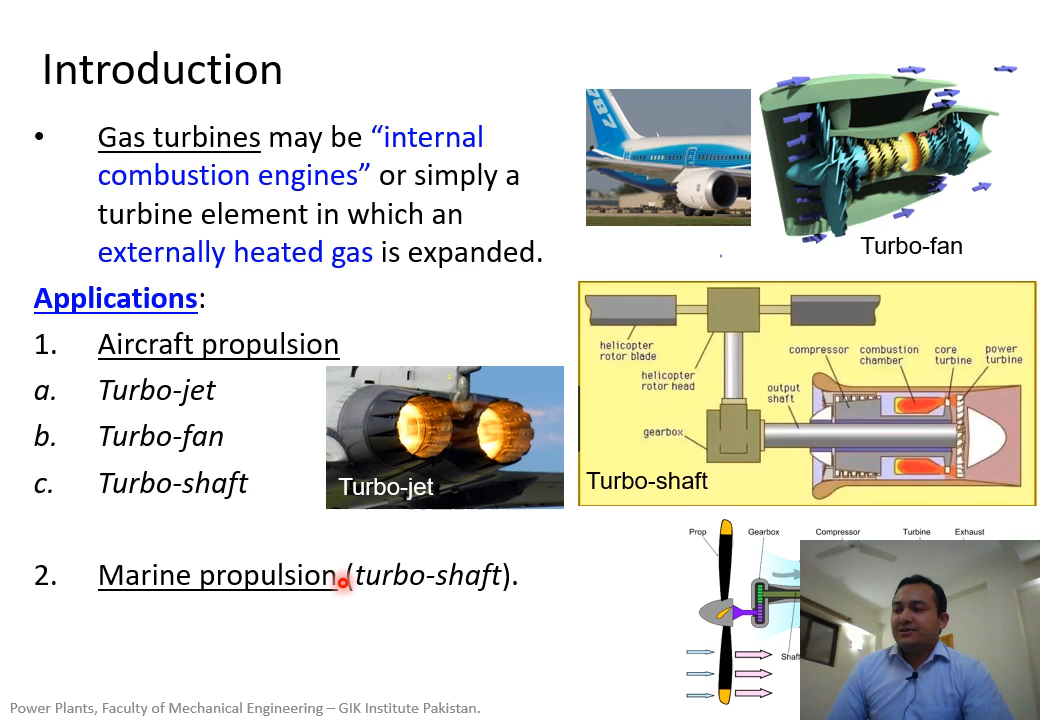 Introduction
• Gas turbines may be “internal
combustion engines” or simply a
turbine element in which an
externally heated gas is expanded.
Applications:
1. Aircraft propulsion
a. Turbo-jet
b. Turbo-fan
c. Turbo-shaft
2. Marine propulsion (turbo-shaft).
787
Turbo-fan
Turbo-jet
helicopter
rotor blade
helicopter
rotor head
compressor
combustion
chamber
core
turbine
power
turbine
output
shaft
gearbox
Turbo-shaft
Prop
Gearbox
Compressor
Turbine
Exhaust
Shaft
Power Plants, Faculty of Mechanical Engineering – GIK Institute Pakistan.